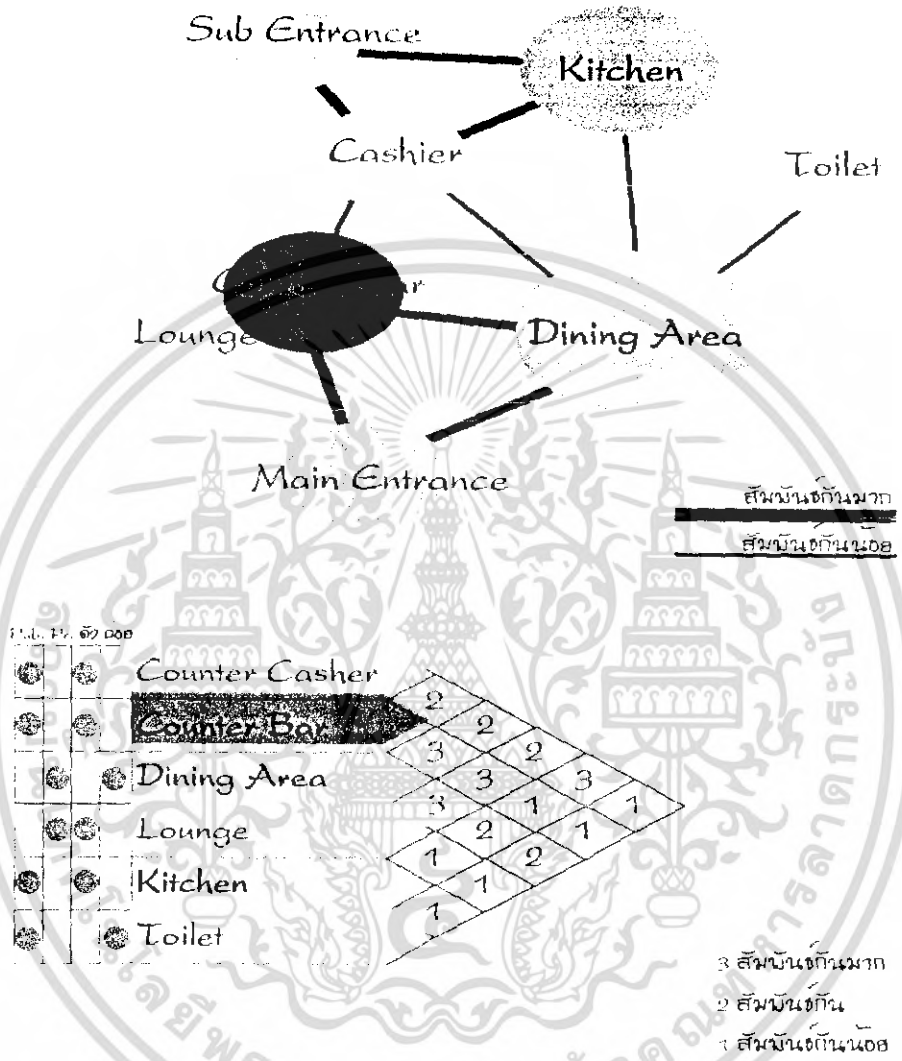 Sub Entrance
Kitchen
Cashier
Toilet
Lounge
Dining Area
Main Entrance
สัมพันธ์กันมาก
สัมพันธ์กันน้อย
Counter Casher
2
Counter Bar
2
3
2
Dining Area
3
3
3
1
1
Lounge
2
1
1
2
Kitchen
1
1
Toilet
3 สัมพันธ์กันมาก
2 สัมพันธ์กัน
1 สัมพันธ์กันน้อย